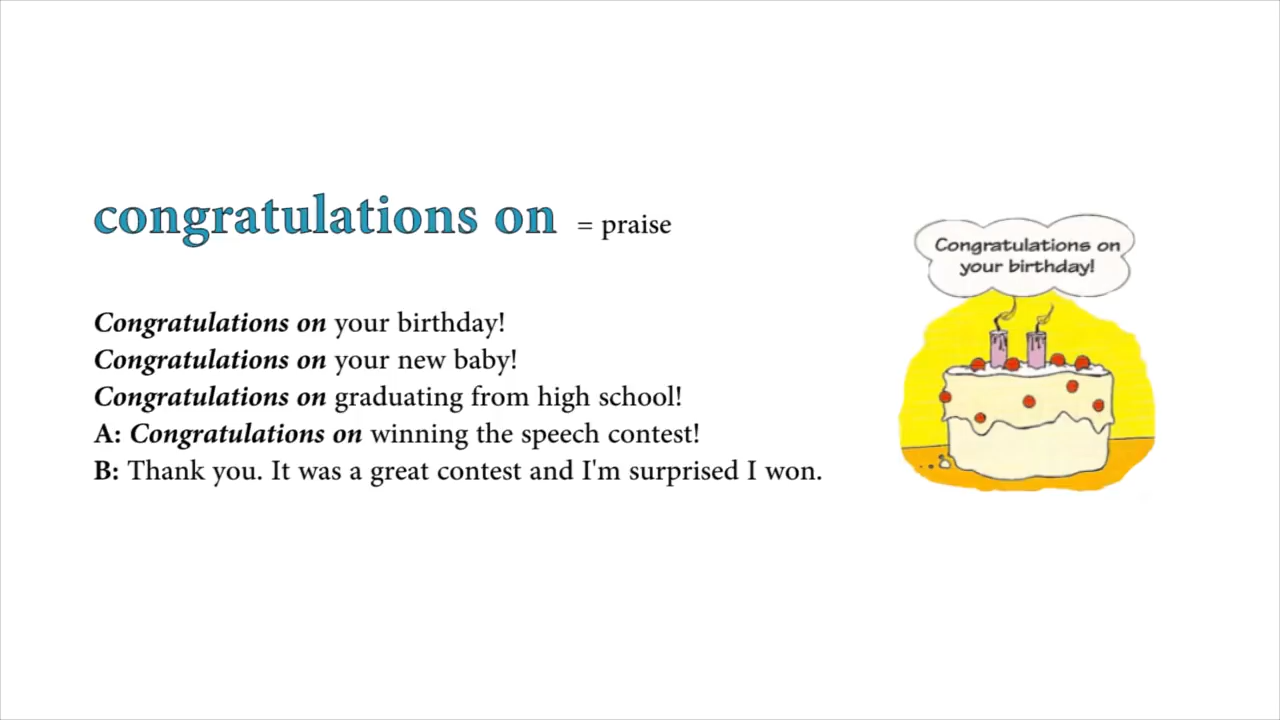 congratulations on = praise
Congratulations on your birthday!
Congratulations on your new baby!
Congratulations on graduating from high school!
A: Congratulations on winning the speech contest!
B: Thank you. It was a great contest and I'm surprised I won.
Congratulations on
your birthday!